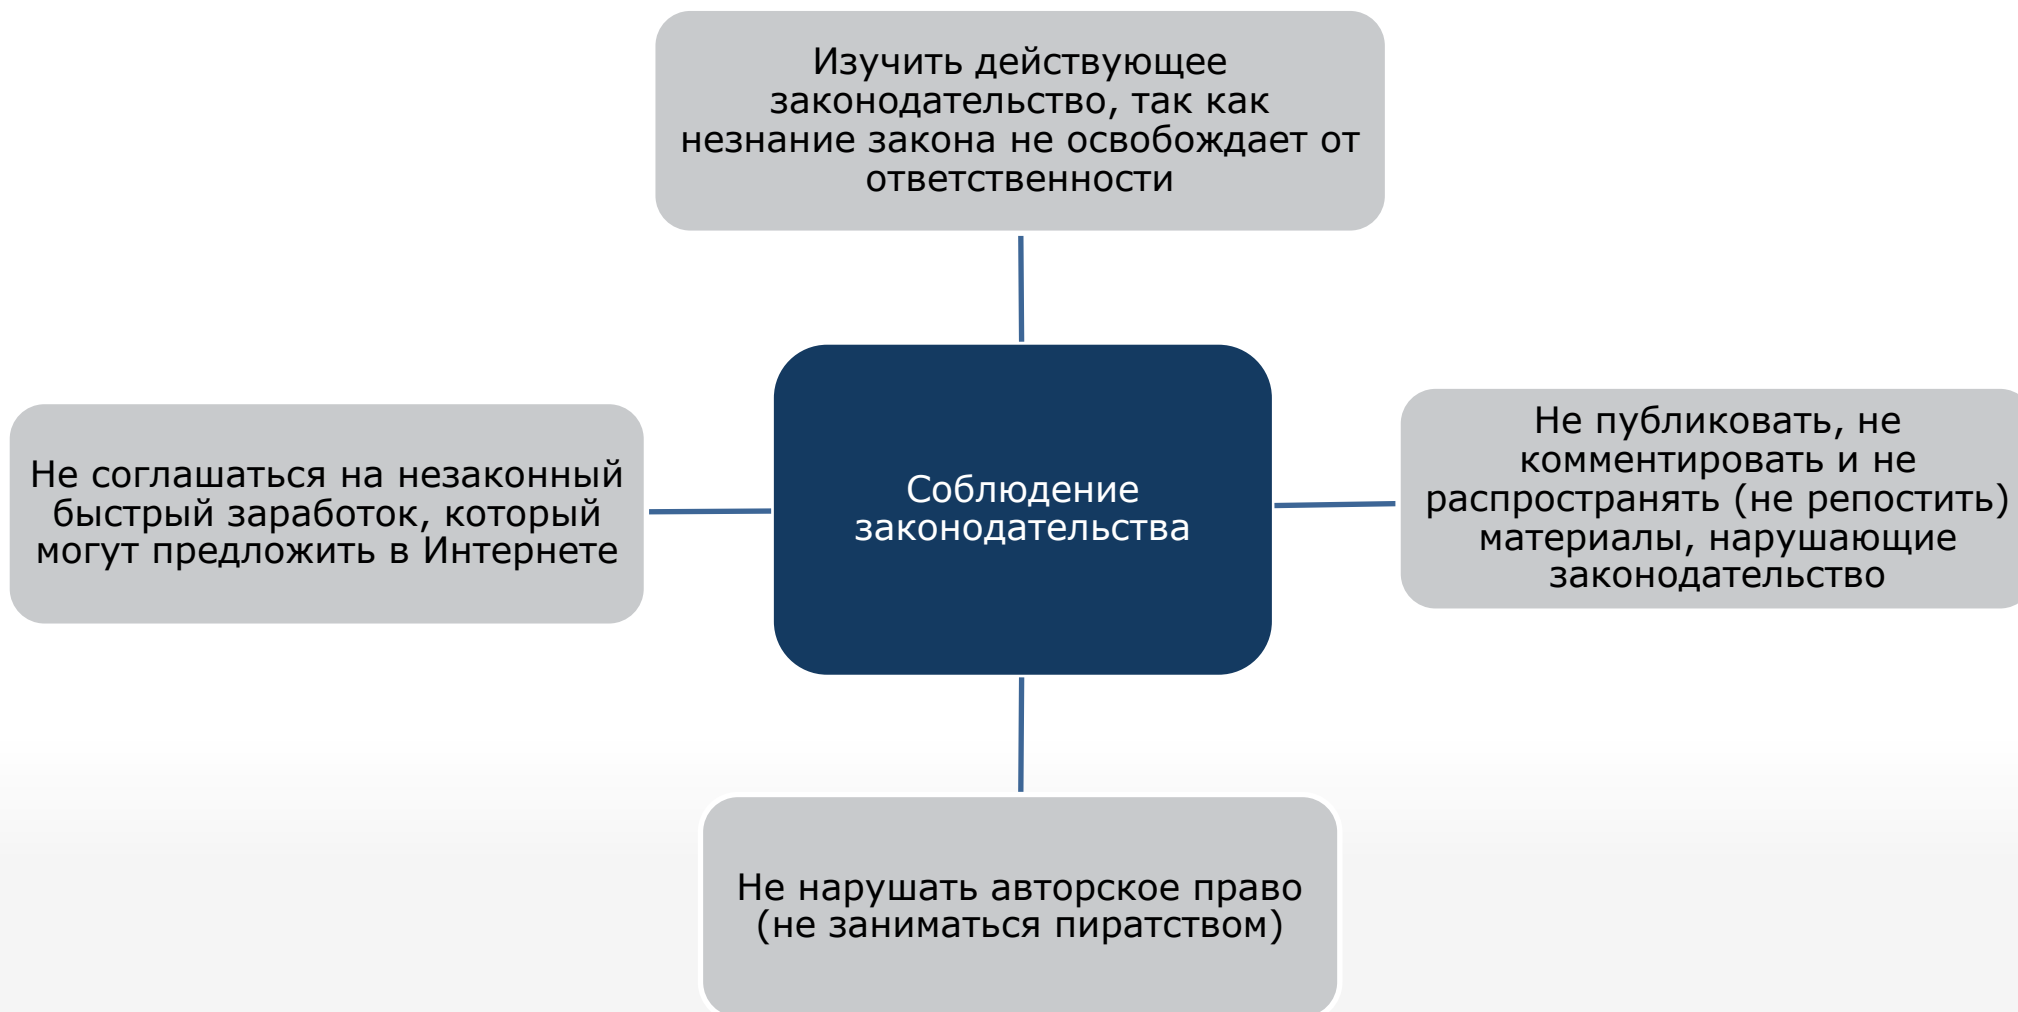 Изучить действующее
законодательство, так как
незнание закона не освобождает от
ответственности
Не соглашаться на незаконный
быстрый заработок, который
могут предложить в Интернете
Соблюдение
законодательства
Не публиковать, не
комментировать и не
распространять (не репостить)
материалы, нарушающие
законодательство
Не нарушать авторское право
(не заниматься пиратством)